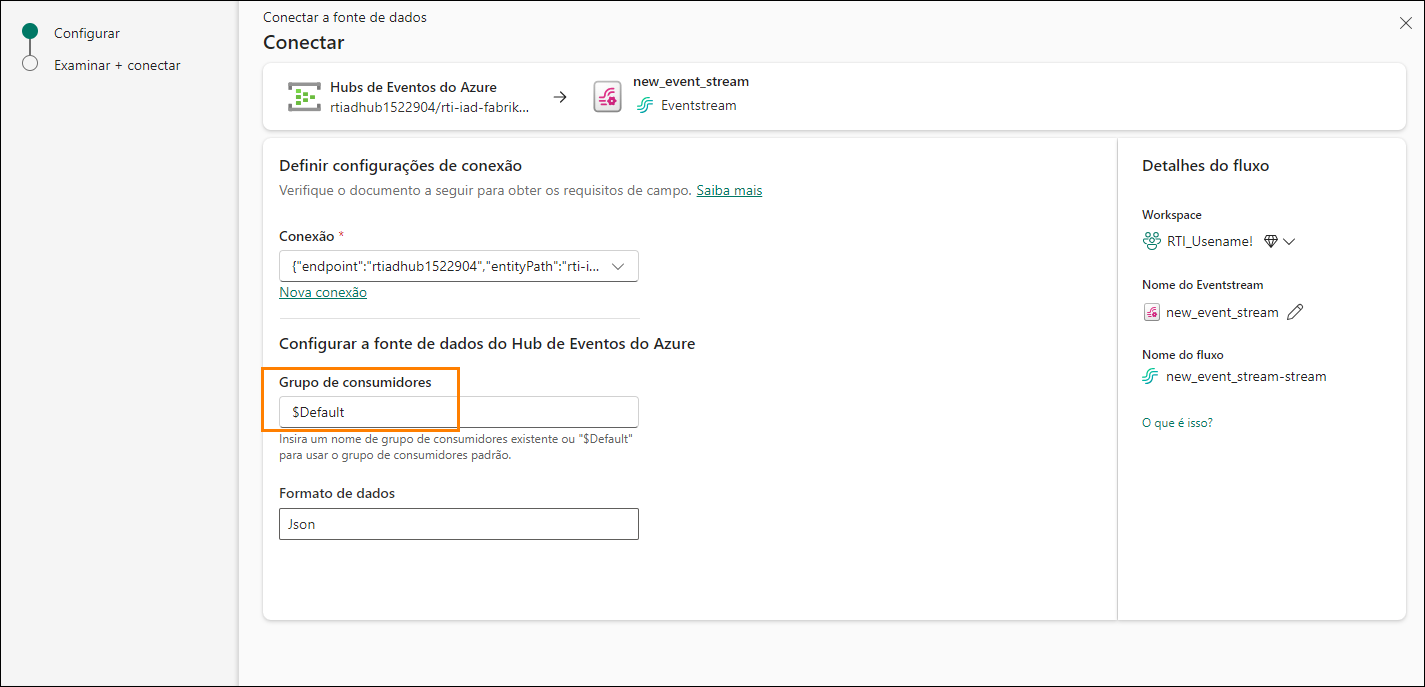 Configurar
Examinar + conectar
Conectar a fonte de dados
Conectar
Hubs de Eventos do Azure
rtiadhub1522904/rti-iad-fabrik...
new_event_stream
Eventstream
Definir configurações de conexão
Verifique o documento a seguir para obter os requisitos de campo. Saiba mais
Conexão *
{"endpoint":"rtiadhub1522904","entityPath":"rti-i...
Nova conexão
Configurar a fonte de dados do Hub de Eventos do Azure
Grupo de consumidores
$Default
Insira um nome de grupo de consumidores existente ou "$Default"
para usar o grupo de consumidores padrão.
Formato de dados
Json
Detalhes do fluxo
Workspace
RTI_Usename!
Nome do Eventstream
new_event_stream
Nome do fluxo
new_event_stream-stream
O que é isso?